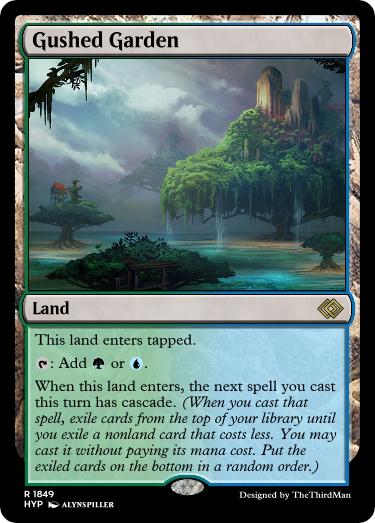 Gushed Garden
Land
This land enters tapped.
: Add or .
When this land enters, the next spell you cast
this turn has cascade. (When you cast that
spell, exile cards from the top of your library until
you exile a nonland card that costs less. You may
cast it without paying its mana cost. Put the
exiled cards on the bottom in a random order.)
R 1849
HYP ALYNSPILLER
Designed by TheThirdMan